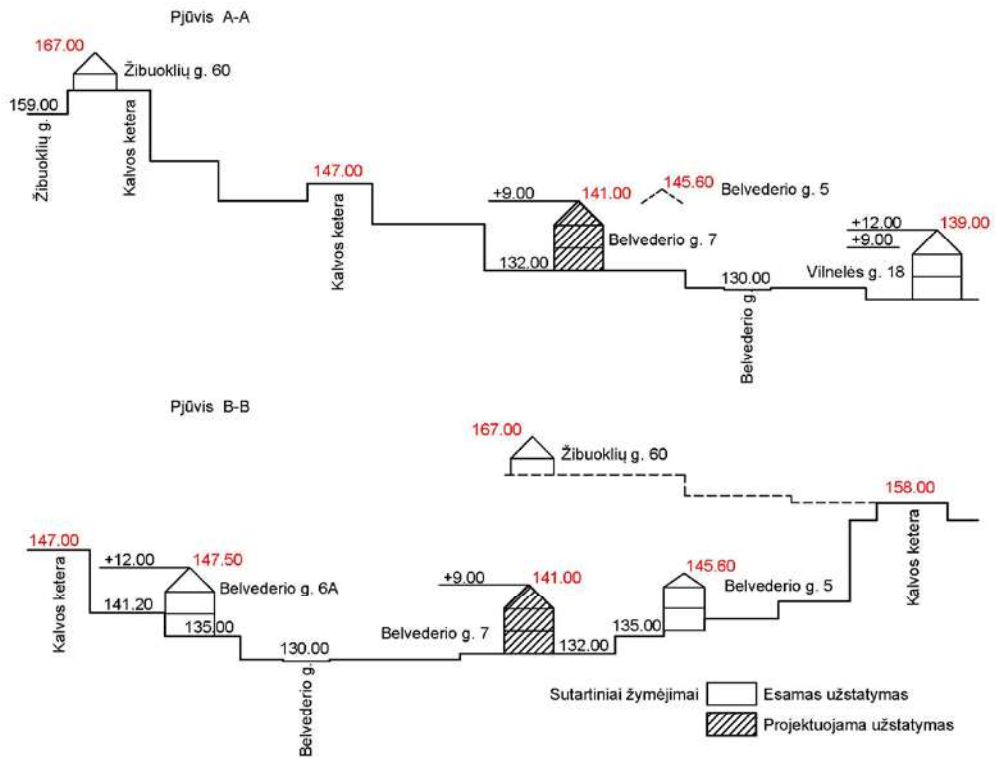 Pjūvis A-A
167.00
Žibuoklių g. 60
159.00
Žibuoklių g.
Kalvos ketera
147.00
Kalvos ketera
+9.00
141.00
145.60
Belvederio g. 5
Belvederio g. 7
132.00
130.00
Belvederio g.
+12.00
139.00
+9.00
Vilnelės g. 18
Pjūvis B-B
167.00
Žibuoklių g. 60
158.00
Kalvos ketera
147.00
Kalvos ketera
+12.00
147.50
Belvederio g. 6A
141.20
135.00
130.00
Belvederio g.
+9.00
141.00
Belvederio g. 7
132.00
135.00
145.60
Belvederio g. 5
Sutartiniai žymėjimai
Esamas užstatymas
Projektuojama užstatymas